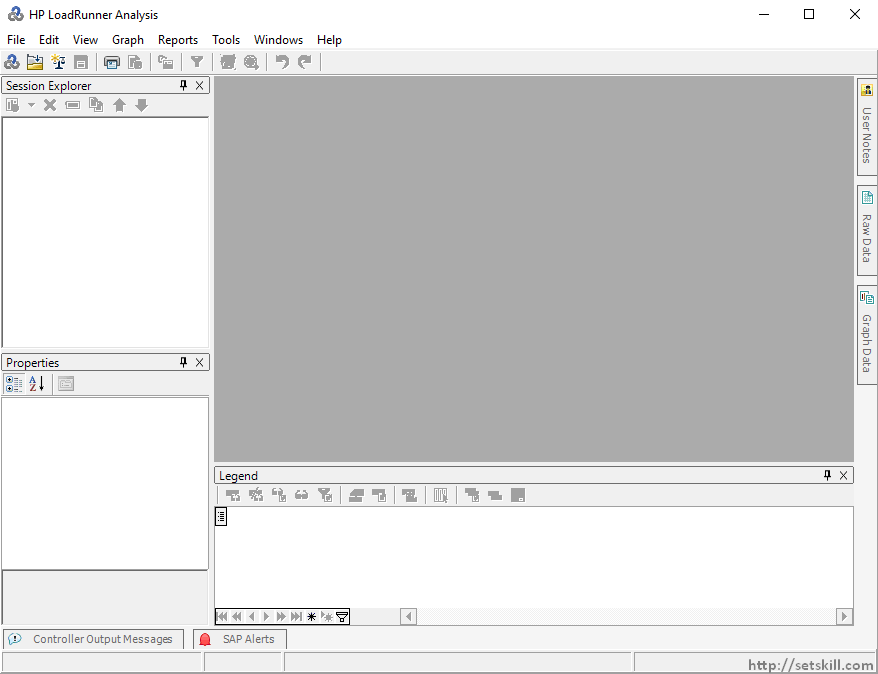 HP LoadRunner Analysis
File Edit View Graph Reports Tools Windows Help
Session Explorer
User Notes
Raw Data
Graph Data
Properties
A
Z
Legend
Controller Output Messages
SAP Alerts
http://setskill.com